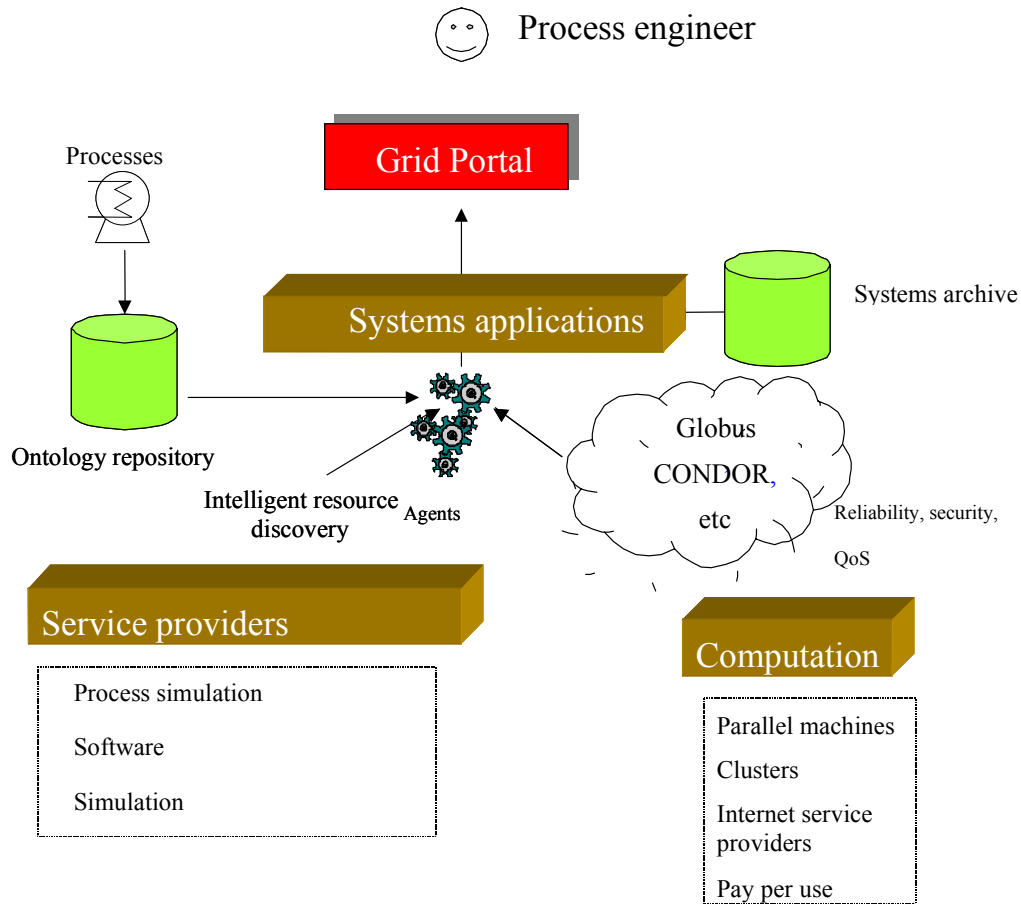 Process engineer
Grid Portal
Processes
Systems applications
Systems archive
Ontology repository
Globus
CONDOR,
etc
Intelligent resource
discovery
Agents
Reliability, security,
QoS
Service providers
Computation
Process simulation
Software
Simulation
Parallel machines
Clusters
Internet service
providers
Pay per use